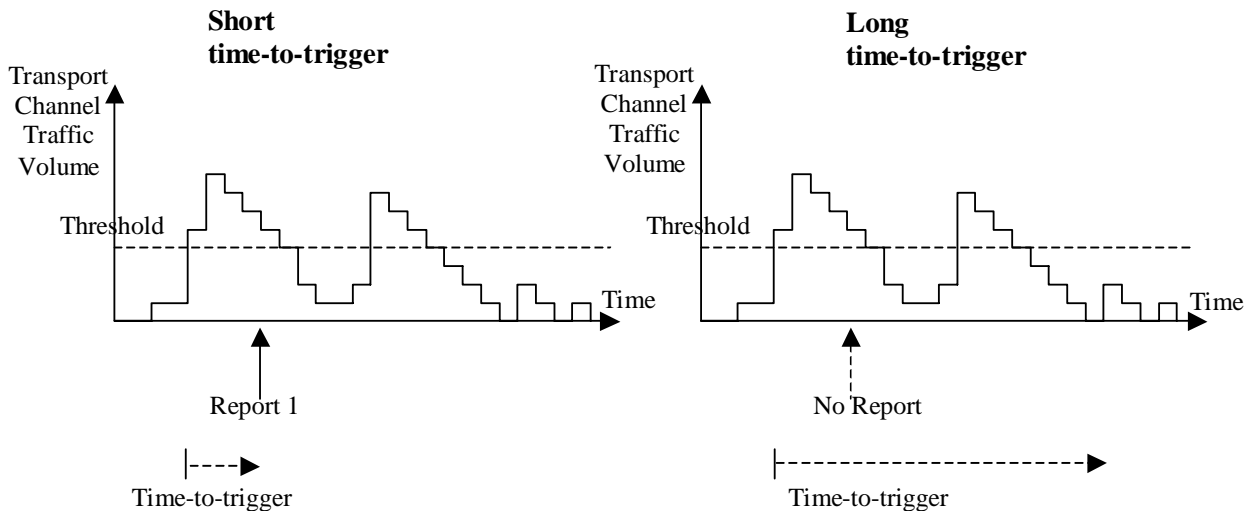 Short
time-to-trigger
Transport
Channel
Traffic
Volume
Threshold
Time
Report 1
Time-to-trigger
Long
time-to-trigger
Transport
Channel
Traffic
Volume
Threshold
Time
No Report
Time-to-trigger